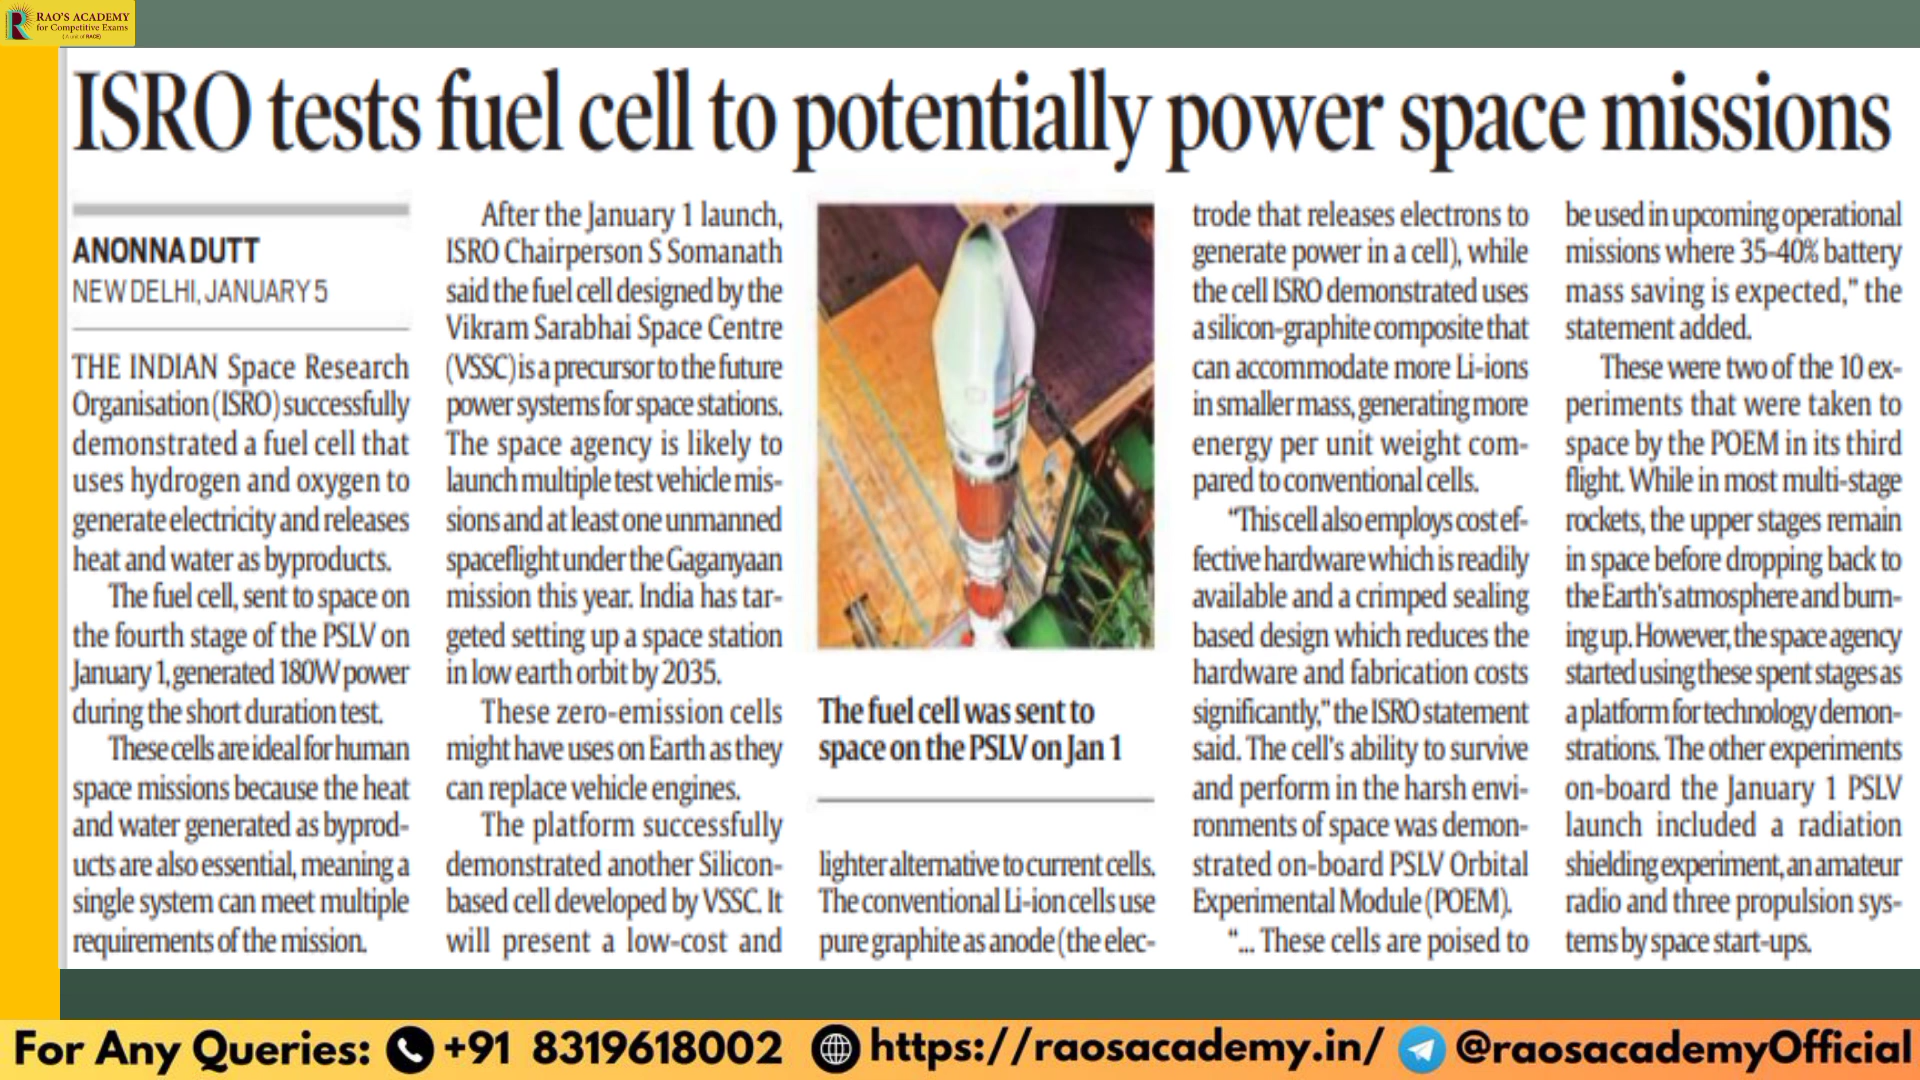 RAO'S ACADEMY
for Competitive Exams
(A unit of RACE)
ISRO tests fuel cell to potentially power space missions
ANONNA DUTT
NEW DELHI, JANUARY 5
THE INDIAN Space Research
Organisation (ISRO) successfully
demonstrated a fuel cell that
uses hydrogen and oxygen to
generate electricity and releases
heat and water as byproducts.
The fuel cell, sent to space on
the fourth stage of the PSLV on
January 1, generated 180W power
during the short duration test.
These cells are ideal for human
space missions because the heat
and water generated as byprod-
ucts are also essential, meaning a
single system can meet multiple
requirements of the mission.
After the January 1 launch,
ISRO Chairperson S Somanath
said the fuel cell designed by the
Vikram Sarabhai Space Centre
(VSSC) is a precursor to the future
power systems for space stations.
The space agency is likely to
launch multiple test vehicle mis-
sions and at least one unmanned
spaceflight under the Gaganyaan
mission this year. India has tar-
geted setting up a space station
in low earth orbit by 2035.
These zero-emission cells
might have uses on Earth as they
can replace vehicle engines.
The platform successfully
demonstrated another Silicon-
based cell developed by VSSC. It
will present a low-cost and
The fuel cell was sent to
space on the PSLV on Jan 1
lighter alternative to current cells.
The conventional Li-ion cells use
pure graphite as anode (the elec-
trode that releases electrons to
generate power in a cell), while
the cell ISRO demonstrated uses
a silicon-graphite composite that
can accommodate more Li-ions
in smaller mass, generating more
energy per unit weight com-
pared to conventional cells.
“This cell also employs cost ef-
fective hardware which is readily
available and a crimped sealing
based design which reduces the
hardware and fabrication costs
significantly,” the ISRO statement
said. The cell's ability to survive
and perform in the harsh envi-
ronments of space was demon-
strated on-board PSLV Orbital
Experimental Module (POEM).
“... These cells are poised to
be used in upcoming operational
missions where 35-40% battery
mass saving is expected,” the
statement added.
These were two of the 10 ex-
periments that were taken to
space by the POEM in its third
flight. While in most multi-stage
rockets, the upper stages remain
in space before dropping back to
the Earth's atmosphere and burn-
ing up. However, the space agency
started using these spent stages as
a platform for technology demon-
strations. The other experiments
on-board the January 1 PSLV
launch included a radiation
shielding experiment, an amateur
radio and three propulsion sys-
tems by space start-ups.
For Any Queries: +91 8319618002 https://raosacademy.in/ @raosacademyOfficial